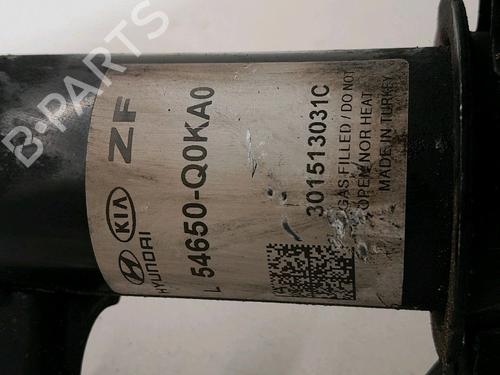 B-PARTS
ZF
KIA
HYUNDAI
L 54650-Q0KA0
301513031C
GAS FILLED / DO NOT
OPEN NOR HEAT
MADE IN TURKEY